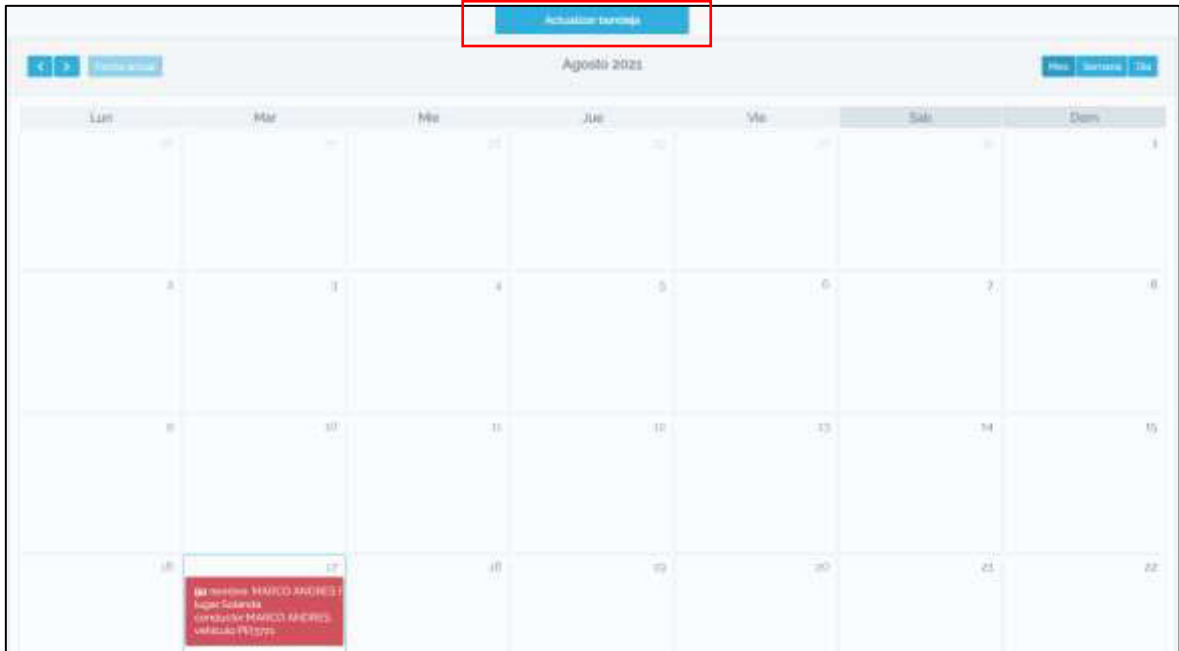 Actualizar bandeja
< > Fecha actual
Agosto 2021
Mes Semana Día
Lun Mar Mie Jue Vie Sab Dom
1
2 3 4 5 6 7 8
9 10 11 12 13 14 15
16 17 18 19 20 21 22
nombre: MARCO ANDRES
lugar:Solanda
conductor:MARCO ANDRES